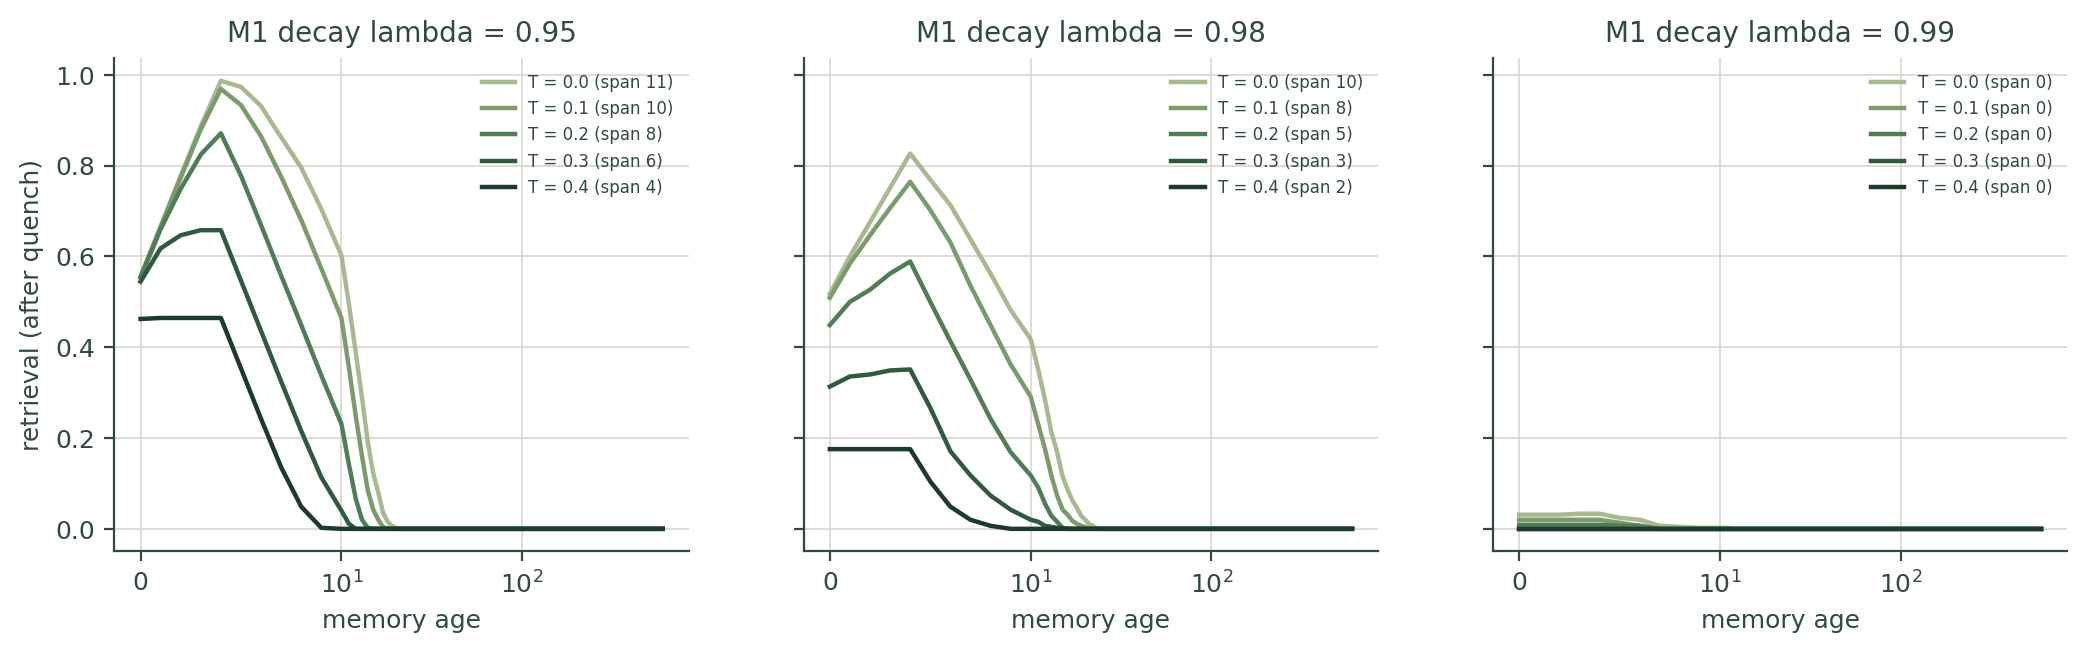 M1 decay lambda = 0.95
retrieval (after quench)
1.0
0.8
0.6
0.4
0.2
0.0
T = 0.0 (span 11)
T = 0.1 (span 10)
T = 0.2 (span 8)
T = 0.3 (span 6)
T = 0.4 (span 4)
0
10¹
10²
memory age
M1 decay lambda = 0.98
T = 0.0 (span 10)
T = 0.1 (span 8)
T = 0.2 (span 5)
T = 0.3 (span 3)
T = 0.4 (span 2)
0
10¹
10²
memory age
M1 decay lambda = 0.99
T = 0.0 (span 0)
T = 0.1 (span 0)
T = 0.2 (span 0)
T = 0.3 (span 0)
T = 0.4 (span 0)
0
10¹
10²
memory age